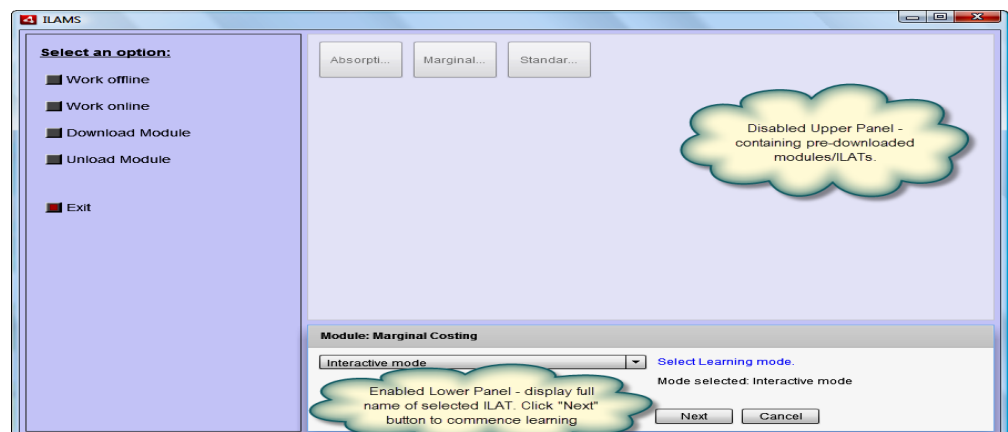 ILAMS
Select an option:
Work offline
Work online
Download Module
Unload Module
Exit
Absorpti...
Marginal...
Standar...
Disabled Upper Panel -
containing pre-downloaded
modules/ILATs.
Module: Marginal Costing
Interactive mode
Select Learning mode.
Mode selected: Interactive mode
Enabled Lower Panel - display full
name of selected ILAT. Click "Next"
button to commence learning
Next
Cancel